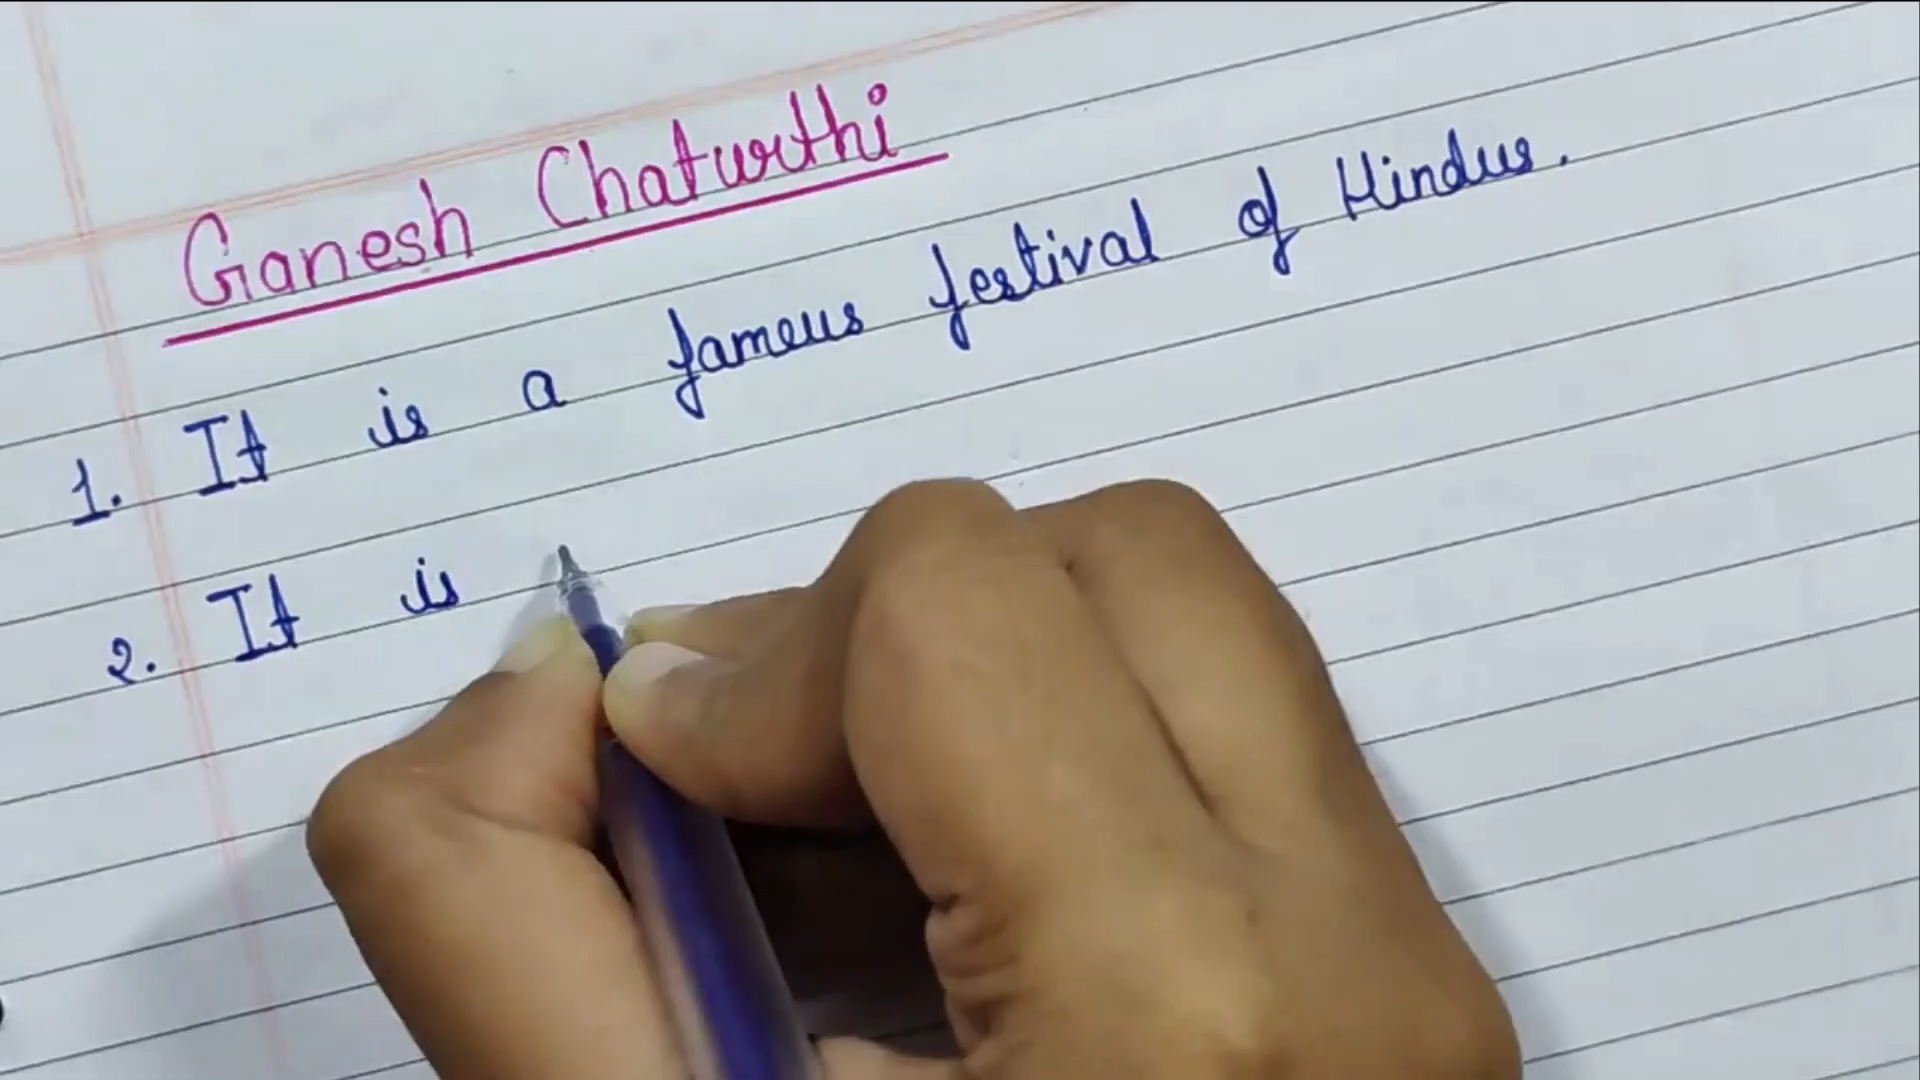 Ganesh Chaturthi
1. It is a famous festival of Hindus.
2. It is